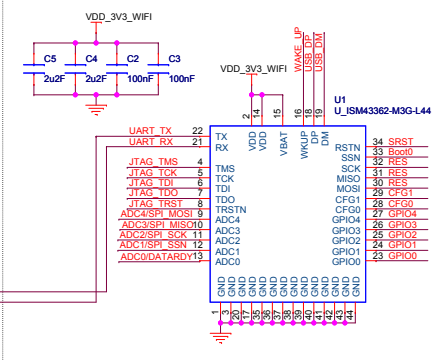 VDD_3V3_WIFI
C5
C4
C2
C3
2u2F
2u2F
100nF
100nF
VDD_3V3_WIFI
WAKE_UP
USB_DP
USB_DM
2
14
15
16
18
19
U1
U_ISM43362-M3G-L44
VDD
VDD
VBAT
WKUP
DP
DM
UART_TX 22 TX
UART_RX 21 RX
JTAG_TMS 4 TMS
JTAG_TCK 5 TCK
JTAG_TDI 6 TDI
JTAG_TDO 7 TDO
JTAG_TRST 8 TRSTN
ADC4/SPI_MOSI 9 ADC4
ADC3/SPI_MISO 10 ADC3
ADC2/SPI_SCK 11 ADC2
ADC1/SPI_SSN 12 ADC1
ADC0/DATARDY 13 ADC0
RSTN 34 SRST
SSN 33 Boot0
SCK 32 RES
MISO 31 RES
MOSI 30 RES
CFG1 29 CFG1
CFG0 28 CFG0
GPIO4 27 GPIO4
GPIO3 26 GPIO3
GPIO2 25 GPIO2
GPIO1 24 GPIO1
GPIO0 23 GPIO0
GND GND GND GND GND GND GND GND GND GND GND GND GND GND
1 3 20 17 35 36 37 38 39 40 41 42 43 44